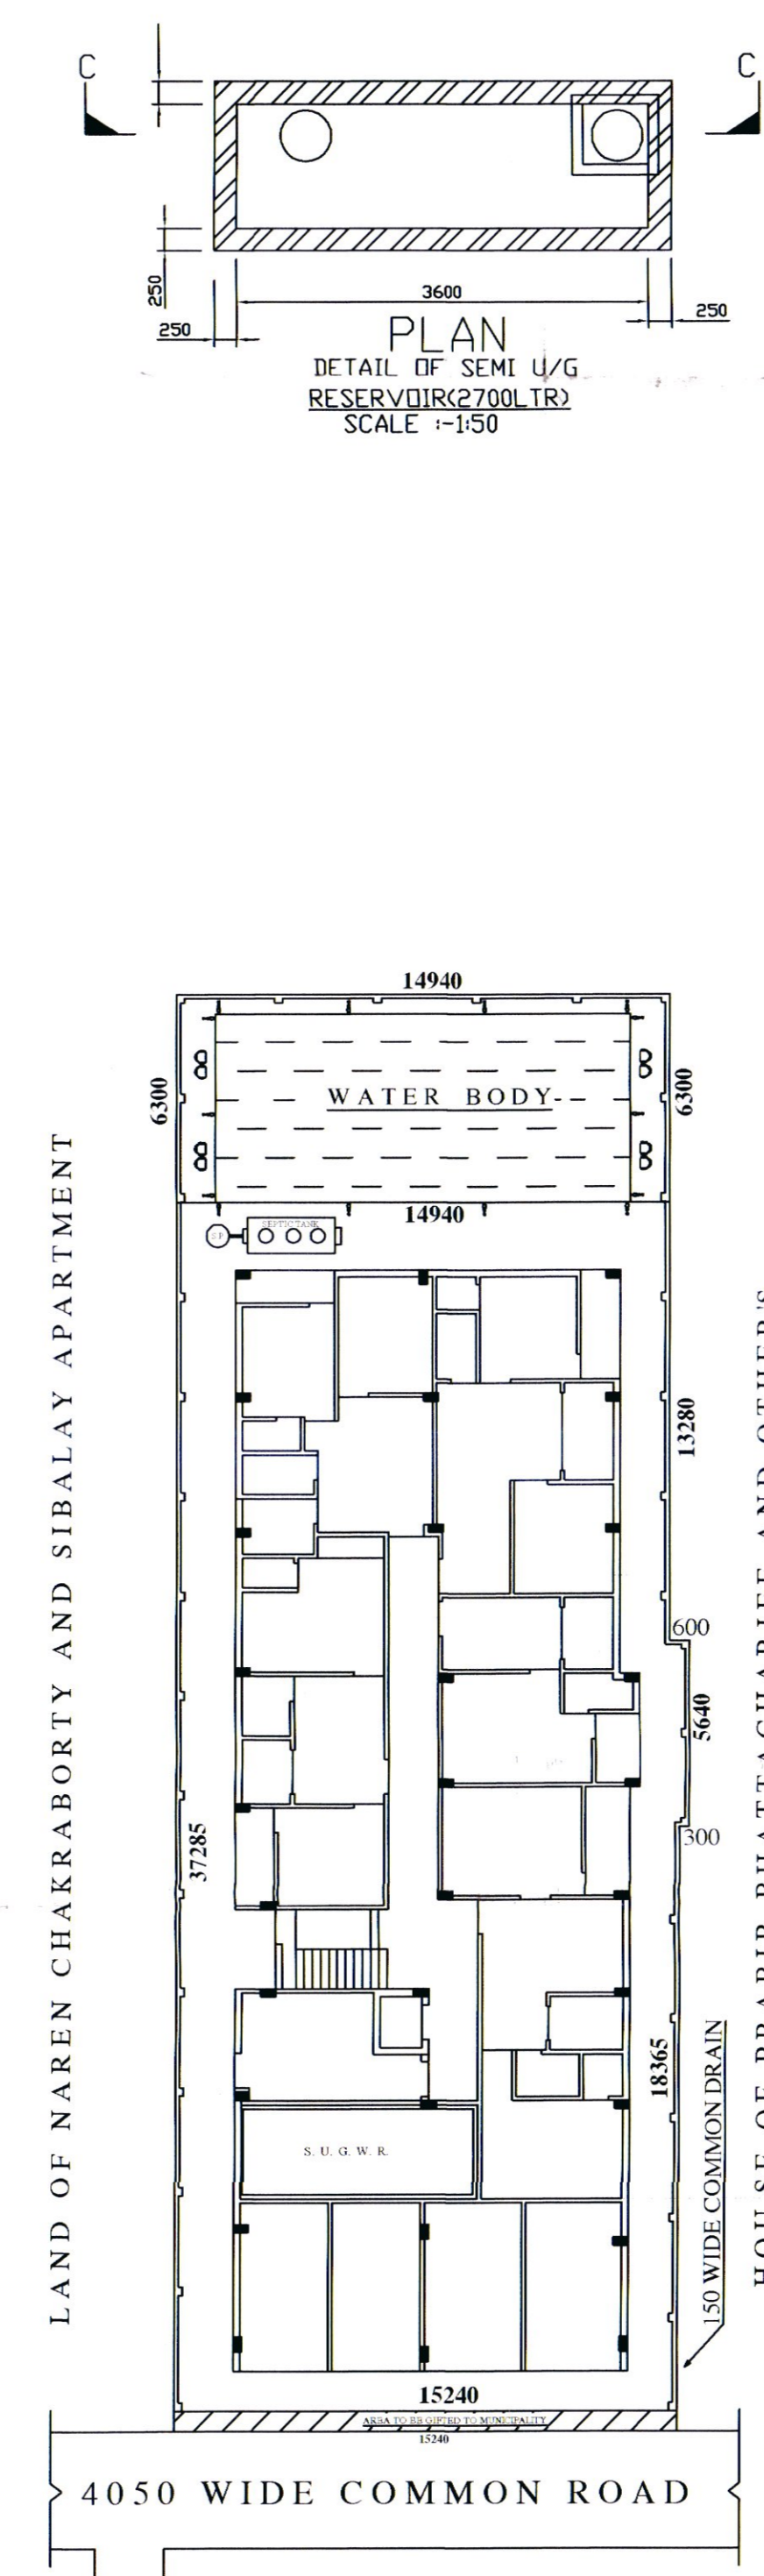 C
C
250
3600
250
250
PLAN
DETAIL OF SEMI U/G
RESERVOIR(2700LTR)
SCALE :-1:50
14940
6300
WATER BODY
6300
14940
SEPTIC TANK
S P
LAND OF NAREN CHAKRABORTY AND SIBALAY APARTMENT
13280
600
5640
300
37285
18365
150 WIDE COMMON DRAIN
S. U. G. W. R.
15240
AREA TO BE GIFTED TO MUNICIPALITY
15240
4050 WIDE COMMON ROAD